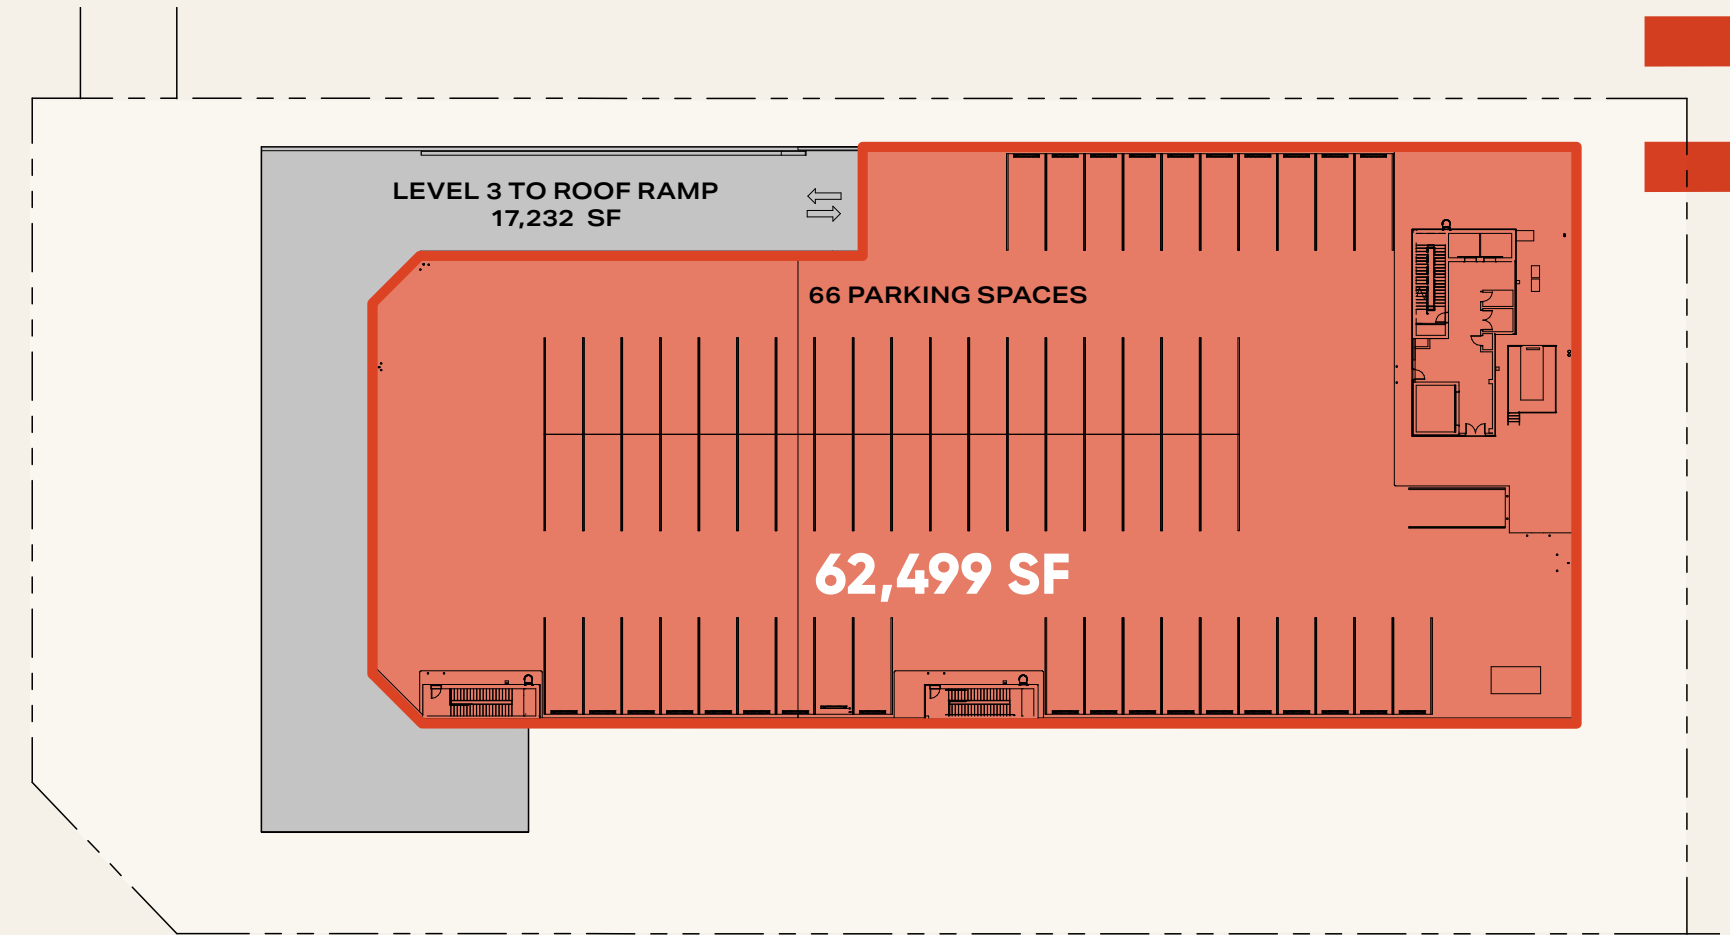 LEVEL 3 TO ROOF RAMP
17,232 SF
66 PARKING SPACES
62,499 SF